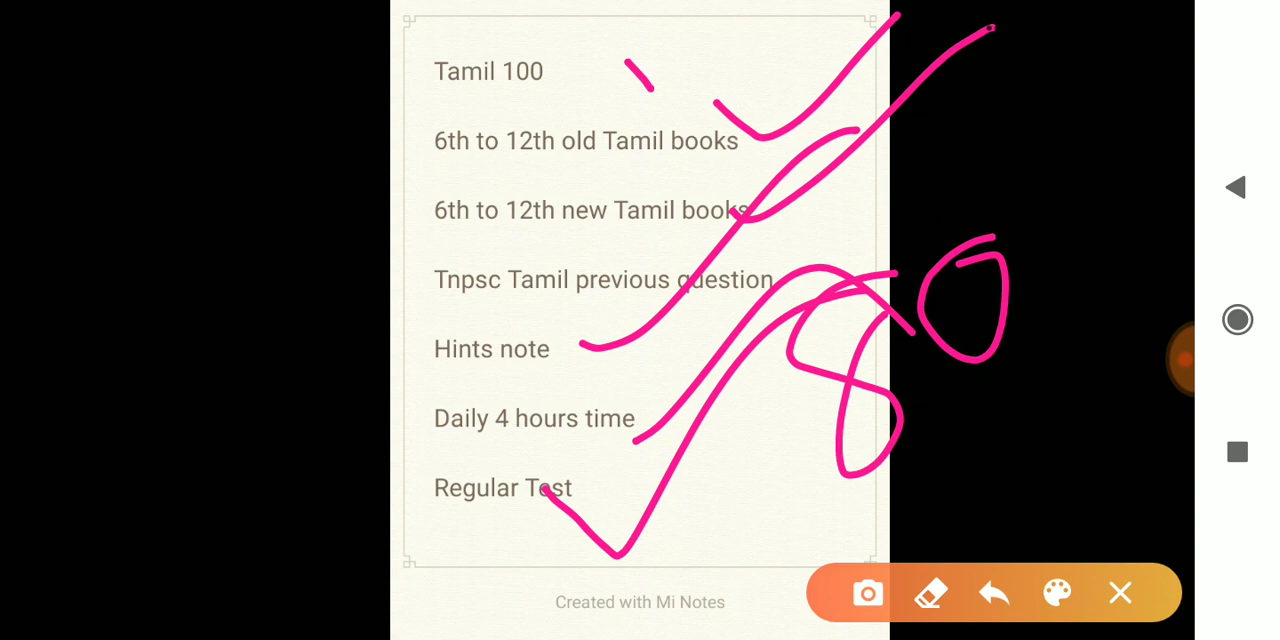 Tamil 100
6th to 12th old Tamil books
6th to 12th new Tamil books
Tnpsc Tamil previous question
Hints note
Daily 4 hours time
Regular Test
80
Created with Mi Notes